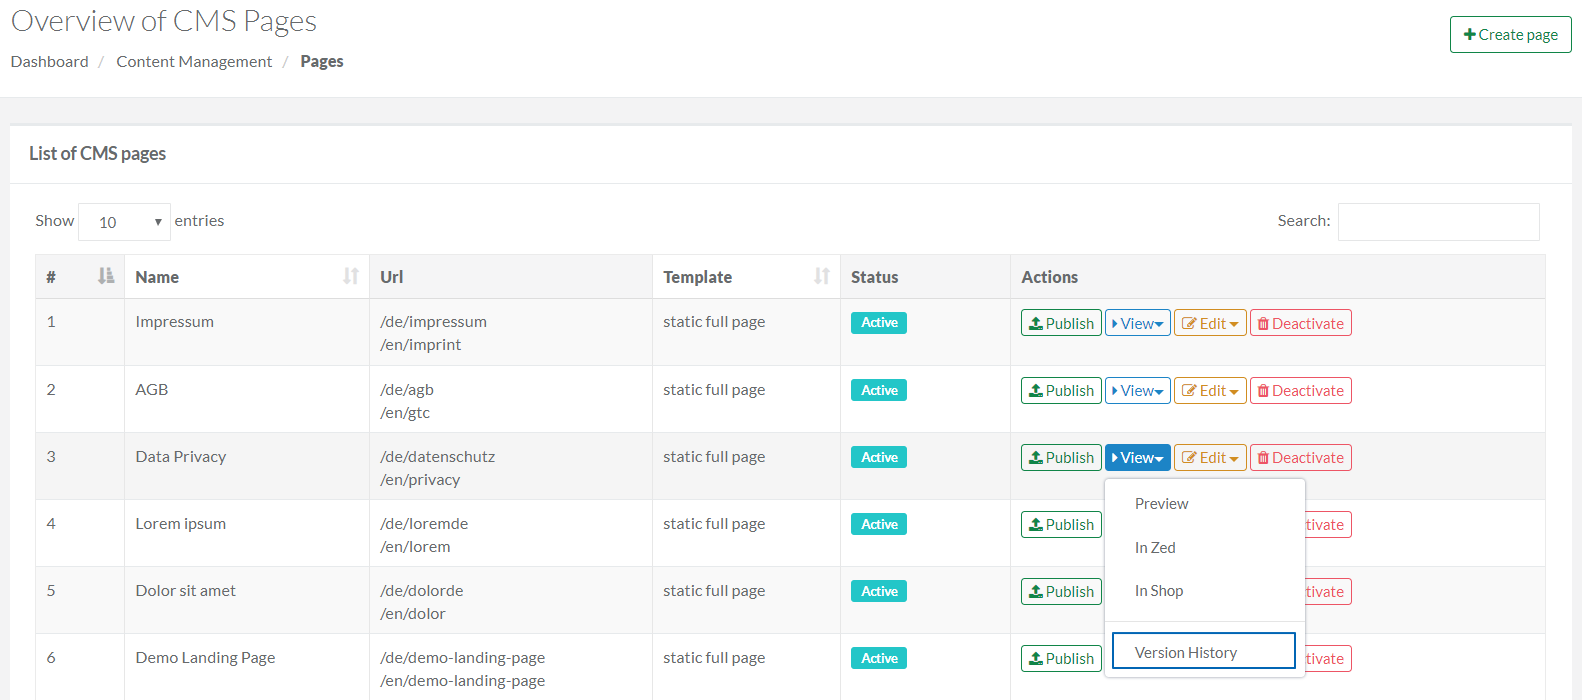 Overview of CMS Pages
Create page
Dashboard / Content Management / Pages
List of CMS pages
Show 10 entries
Search:
# Name Url Template Status Actions
1 Impressum /de/impressum static full page Active Publish View Edit Deactivate
/en/imprint
2 AGB /de/agb static full page Active Publish View Edit Deactivate
/en/gtc
3 Data Privacy /de/datenschutz static full page Active Publish View Edit Deactivate
/en/privacy
Preview
4 Lorem ipsum /de/loremde static full page Active Publish tivate
/en/lorem
In Zed
5 Dolor sit amet /de/dolorde static full page Active Publish In Shop tivate
/en/dolor
6 Demo Landing Page /de/demo-landing-page static full page Active Publish Version History tivate
/en/demo-landing-page